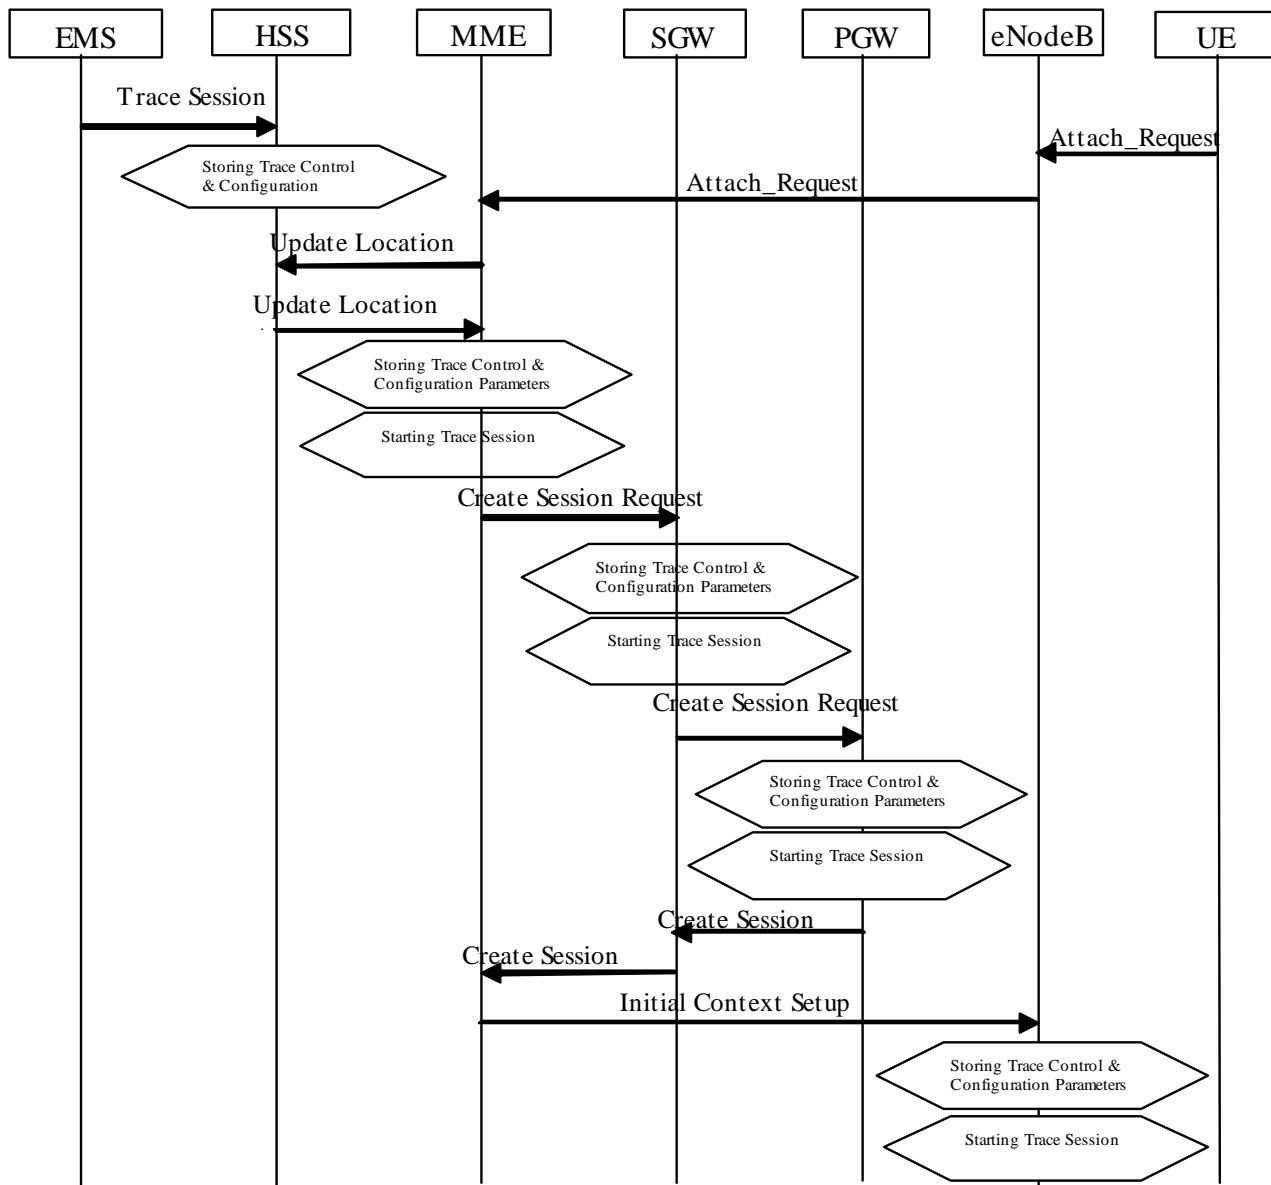 EMS HSS MME SGW PGW eNodeB UE
Trace Session
Attach_Request
Storing Trace Control
& Configuration
Attach_Request
Update Location
Update Location
Storing Trace Control &
Configuration Parameters
Starting Trace Session
Create Session Request
Storing Trace Control &
Configuration Parameters
Starting Trace Session
Create Session Request
Storing Trace Control &
Configuration Parameters
Starting Trace Session
Create Session
Create Session
Initial Context Setup
Storing Trace Control &
Configuration Parameters
Starting Trace Session